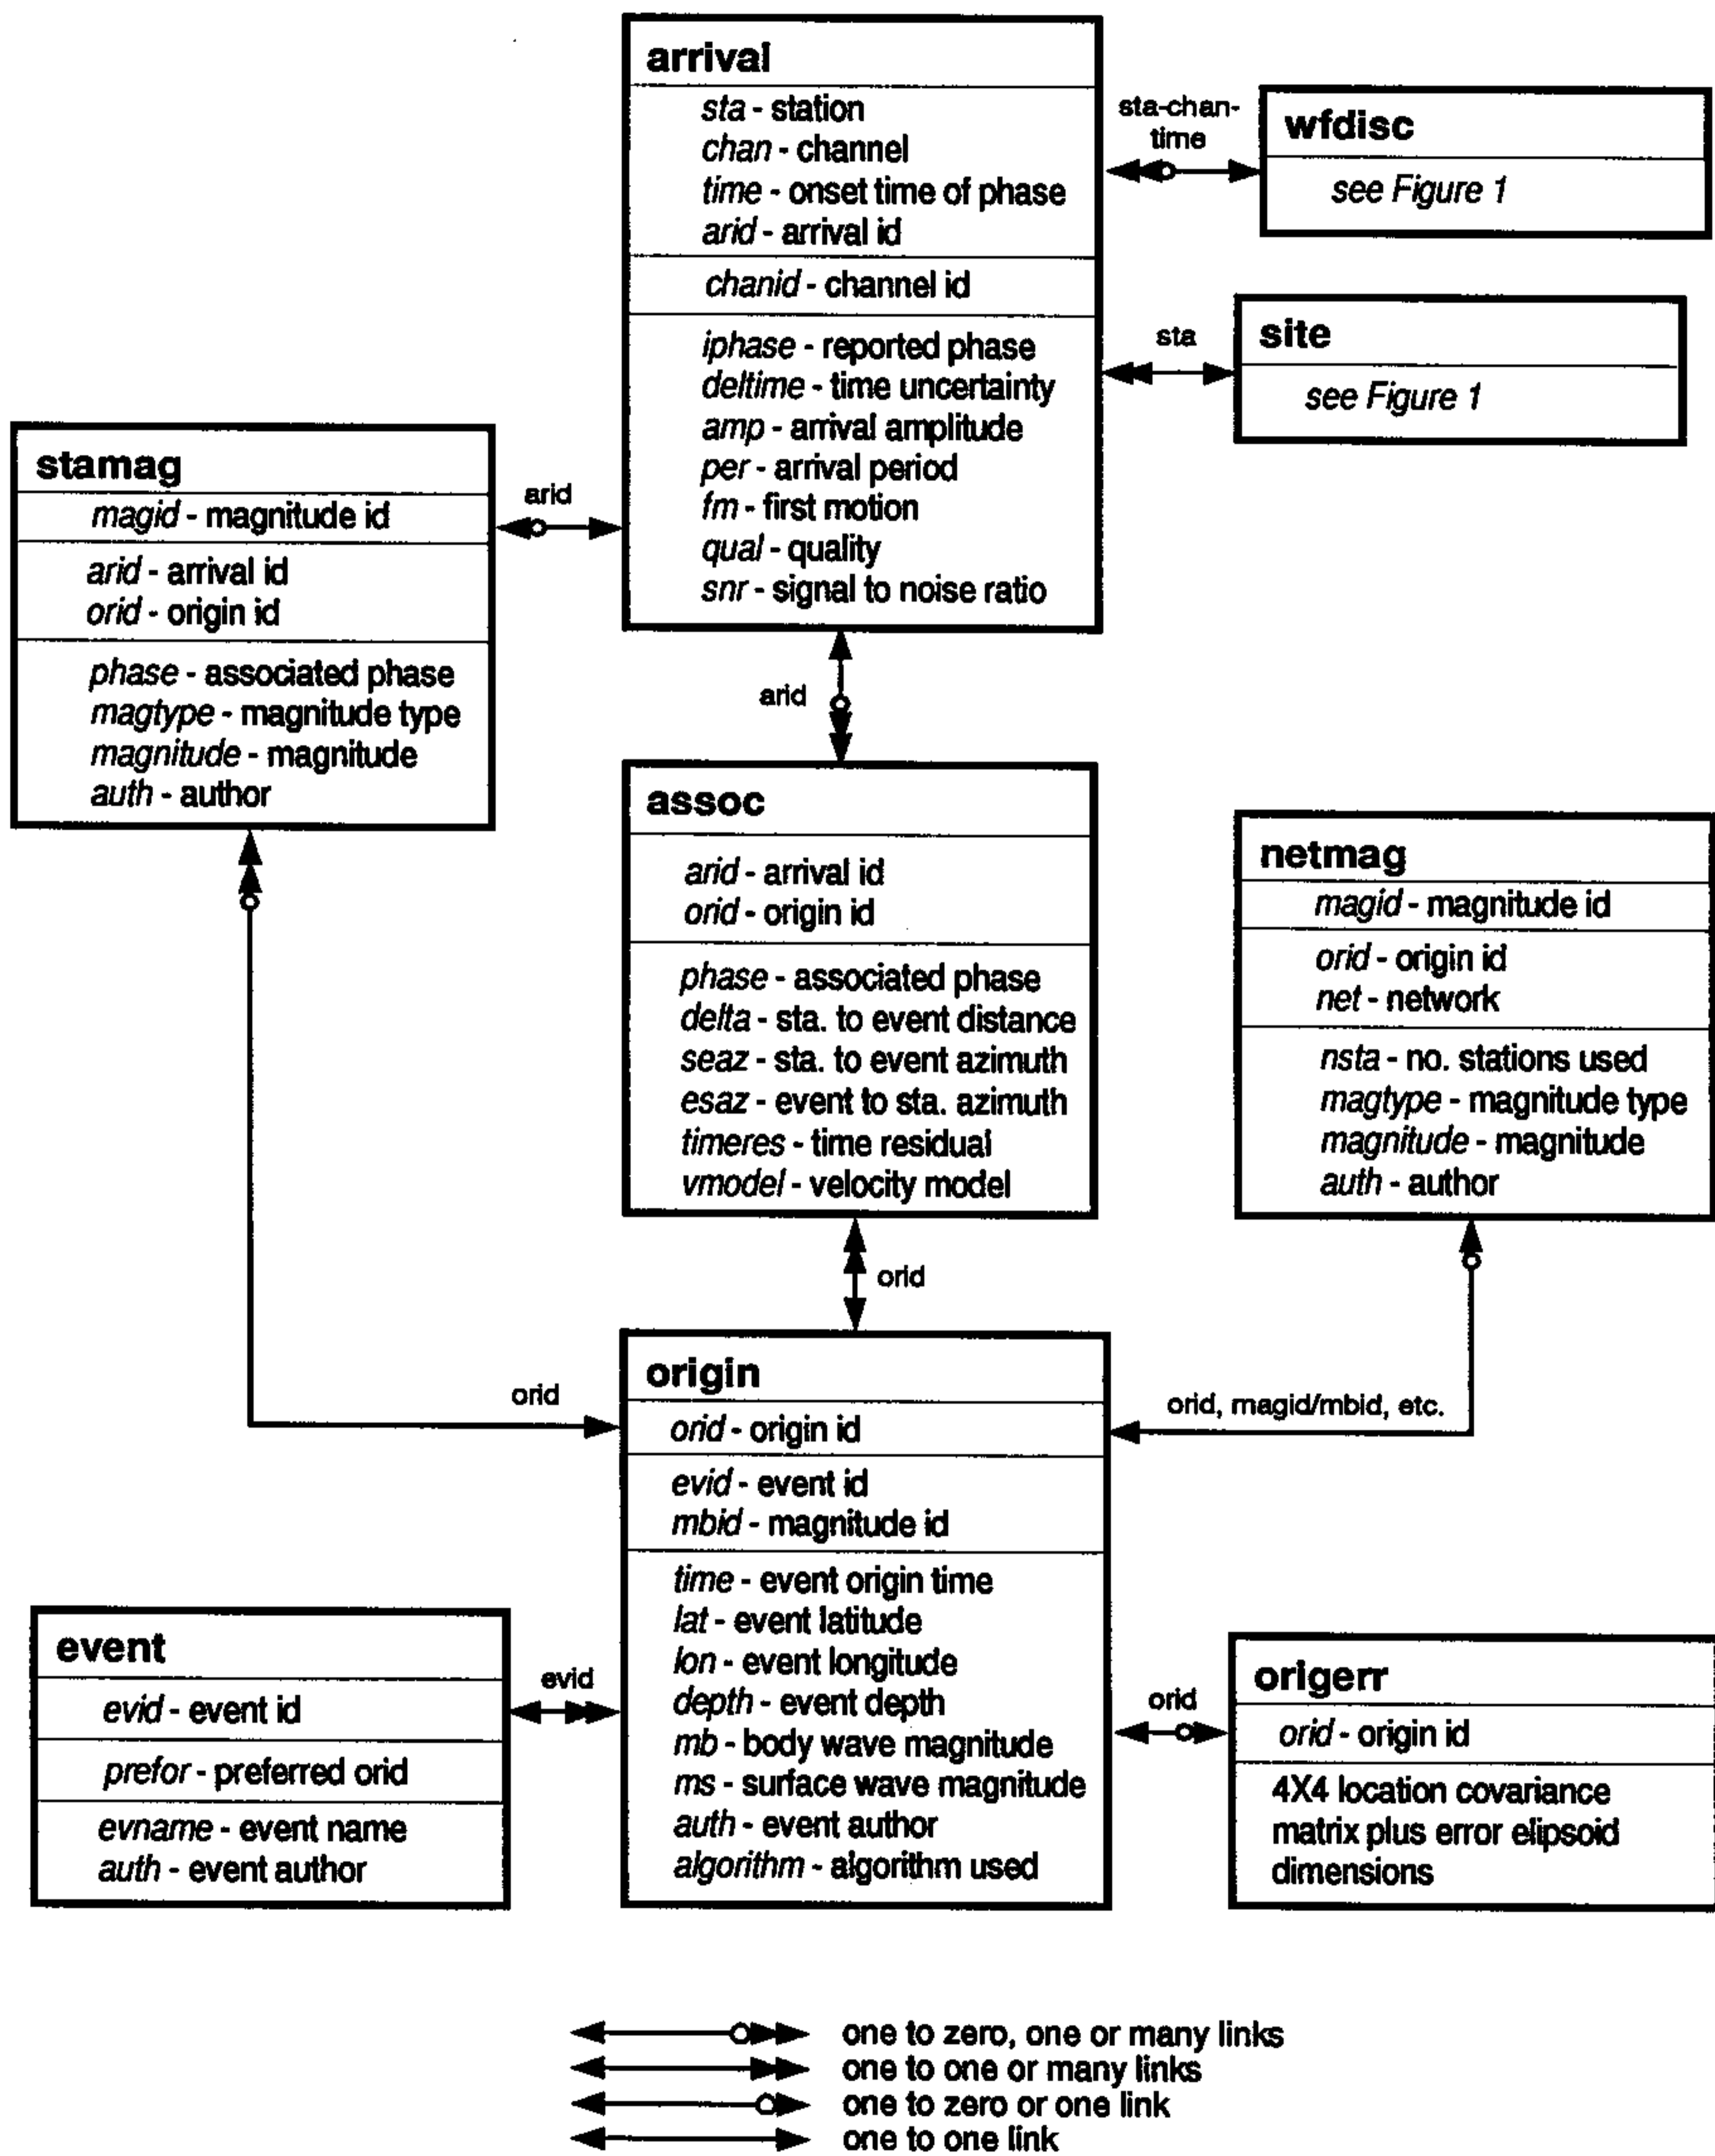 arrival
sta - station
chan - channel
time - onset time of phase
arid - arrival id
chanid - channel id
iphase - reported phase
deltime - time uncertainty
amp - arrival amplitude
per - arrival period
fm - first motion
qual - quality
snr - signal to noise ratio
sta-chan-
time
wfdisc
see Figure 1
sta
site
see Figure 1
stamag
magid - magnitude id
arid - arrival id
orid - origin id
phase - associated phase
magtype - magnitude type
magnitude - magnitude
auth - author
arid
arid
assoc
arid - arrival id
orid - origin id
phase - associated phase
delta - sta. to event distance
seaz - sta. to event azimuth
esaz - event to sta. azimuth
timeres - time residual
vmodel - velocity model
netmag
magid - magnitude id
orid - origin id
net - network
nsta - no. stations used
magtype - magnitude type
magnitude - magnitude
auth - author
orid
orid
orid, magid/mbid, etc.
origin
orid - origin id
evid - event id
mbid - magnitude id
time - event origin time
lat - event latitude
lon - event longitude
depth - event depth
mb - body wave magnitude
ms - surface wave magnitude
auth - event author
algorithm - algorithm used
event
evid - event id
prefor - preferred orid
evname - event name
auth - event author
evid
orid
origerr
orid - origin id
4X4 location covariance
matrix plus error elipsoid
dimensions
one to zero, one or many links
one to one or many links
one to zero or one link
one to one link